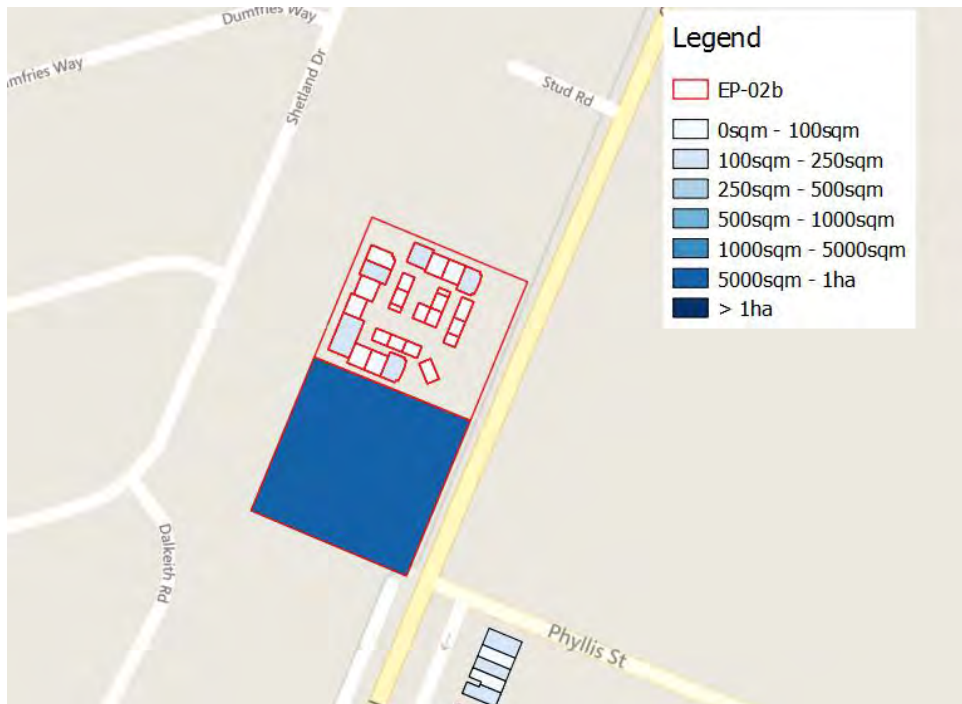 Dumfries Way
mfries Way
Shetland Dr
Stud Rd
Dalkeith Rd
Phyllis St
Legend
EP-02b
0sqm - 100sqm
100sqm - 250sqm
250sqm - 500sqm
500sqm - 1000sqm
1000sqm - 5000sqm
5000sqm - 1ha
> 1ha